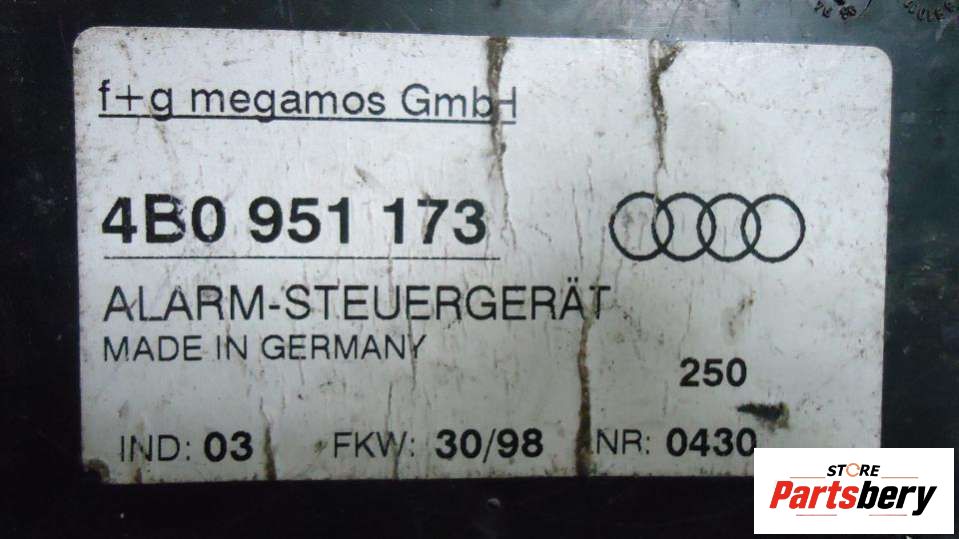 f+g megamos GmbH
4B0 951 173
ALARM-STEUERGERÄT
MADE IN GERMANY
250
IND: 03 FKW: 30/98 NR: 0430
STORE
Partsbery